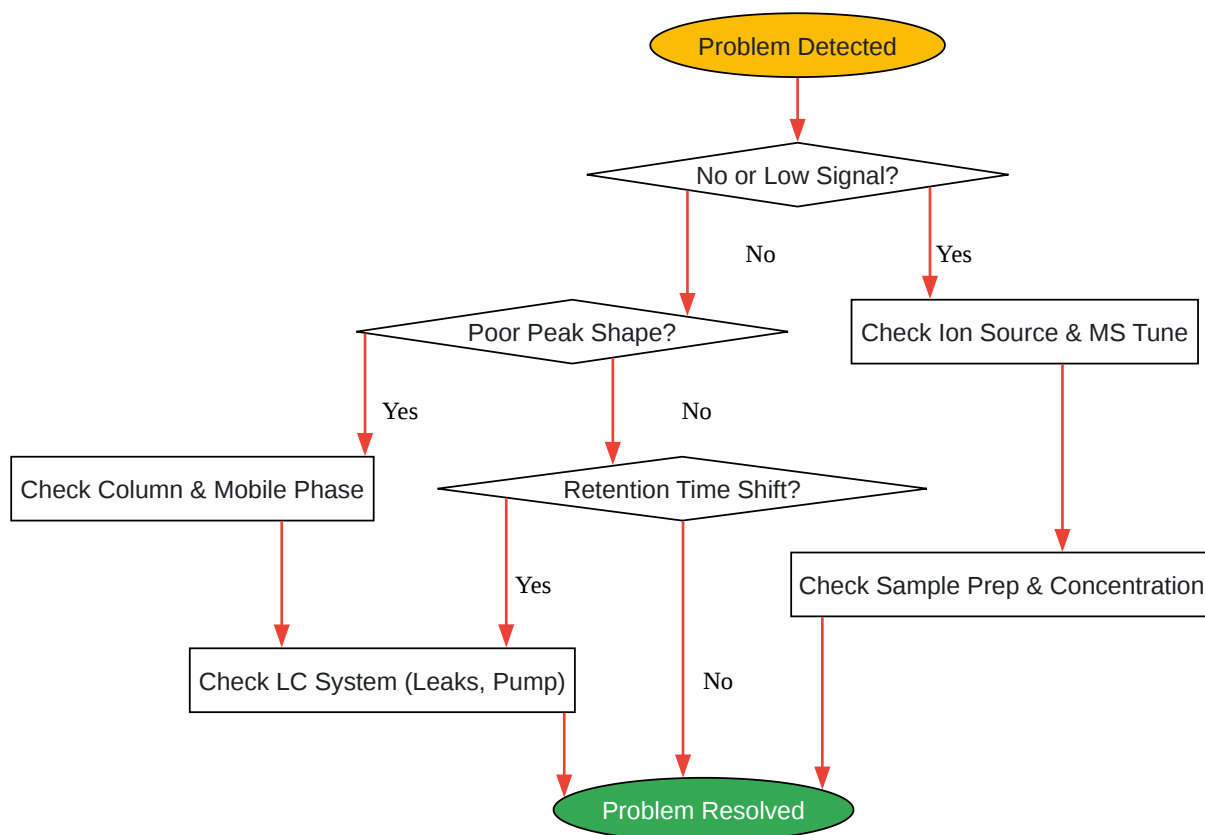 Problem Detected
No or Low Signal?
No
Yes
Poor Peak Shape?
Check Ion Source & MS Tune
Yes
No
Check Column & Mobile Phase
Retention Time Shift?
Yes
Check Sample Prep & Concentration
Check LC System (Leaks, Pump)
No
Problem Resolved